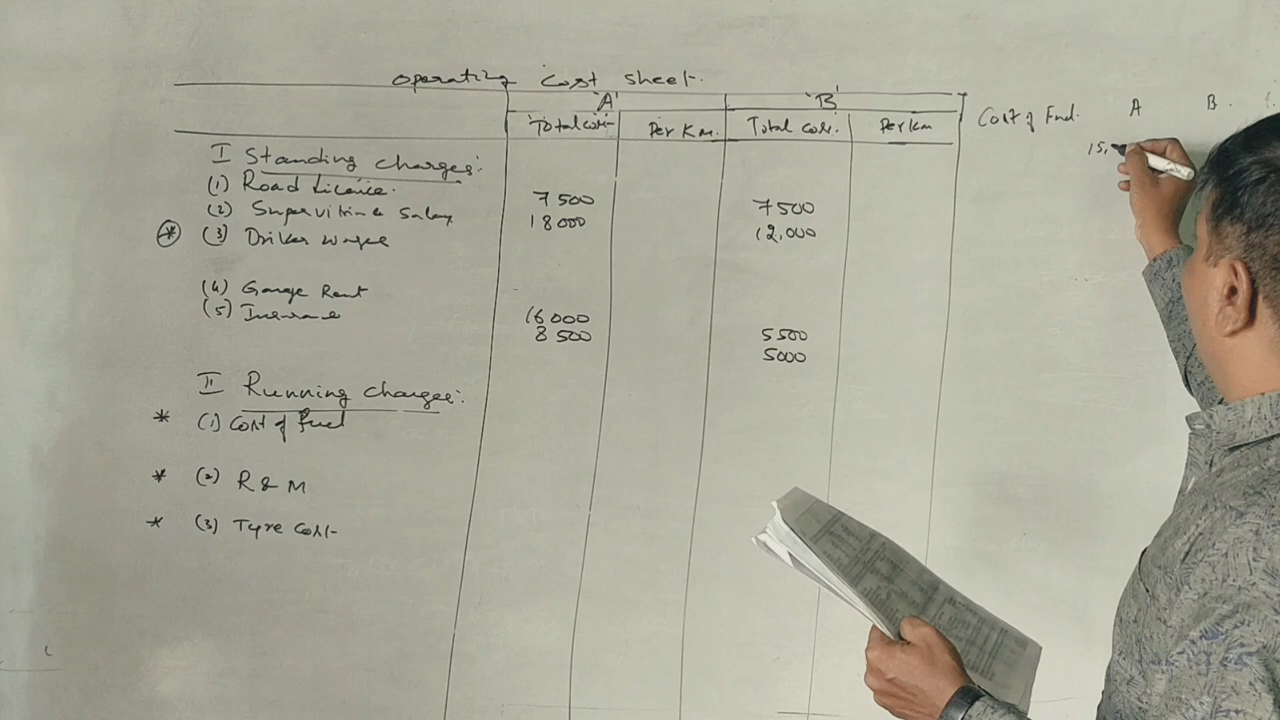 Operating Cost Sheet.
'A' 'B'
Total cost Per Km. Total cost. Per Km
Cost of Fuel. A B.
15,
I Standing Charges:
(1) Road Licence. 7500 7500
(2) Salary 18000 12,000
* (3) Driver wages
(4) Garage Rent 16000 5500
(5) Insurance 8500 5000
II Running Charges:
* (1) Cost of fuel
* (2) R & M
* (3) Tyre Cost